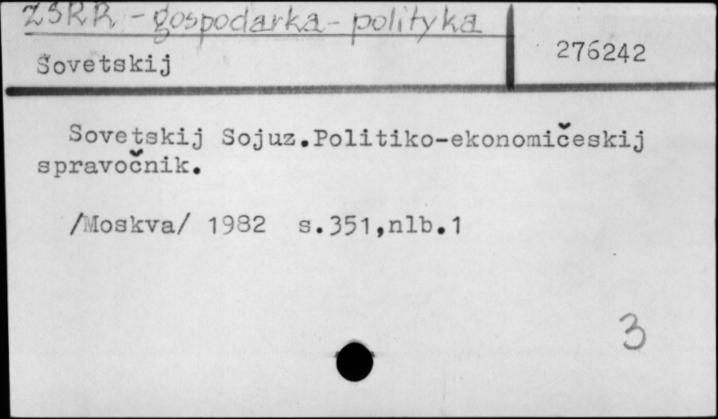 ZSRR - gospodarka - polityka
Sovetskij
276242
Sovetskij Sojuz.Politiko-ekonomičeskij
spravočnik.
/Moskva/ 1982 s.351,nlb.1
3